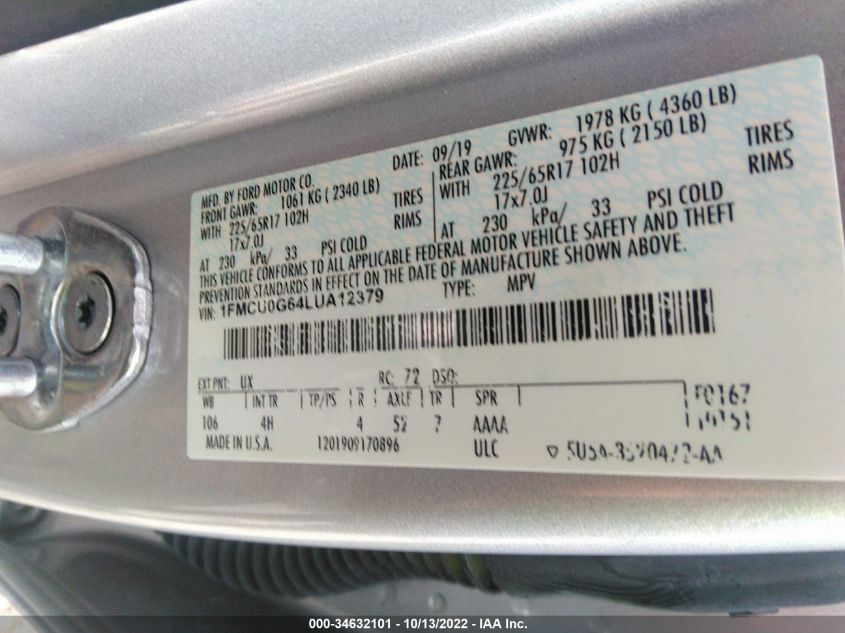 MFD. BY FORD MOTOR CO. DATE: 09/19 GVWR: 1978 KG ( 4360 LB)
FRONT GAWR: 1061 KG ( 2340 LB) REAR GAWR: 975 KG ( 2150 LB)
WITH 225/65R17 102H TIRES WITH 225/65R17 102H TIRES
17x7.0J RIMS 17x7.0J RIMS
AT 230 kPa/ 33 PSI COLD AT 230 kPa/ 33 PSI COLD
THIS VEHICLE CONFORMS TO ALL APPLICABLE FEDERAL MOTOR VEHICLE SAFETY AND THEFT
PREVENTION STANDARDS IN EFFECT ON THE DATE OF MANUFACTURE SHOWN ABOVE.
VIN: 1FMCU0G64LUA12379 TYPE: MPV
EXT PNT: UX RC: 72 DSO:
WB INT TR TP/PS R AXLE TR SPR
106 4H 4 52 AAAA
MADE IN U.S.A. 1201909170896 ULC
000-34632101 - 10/13/2022 - IAA Inc.